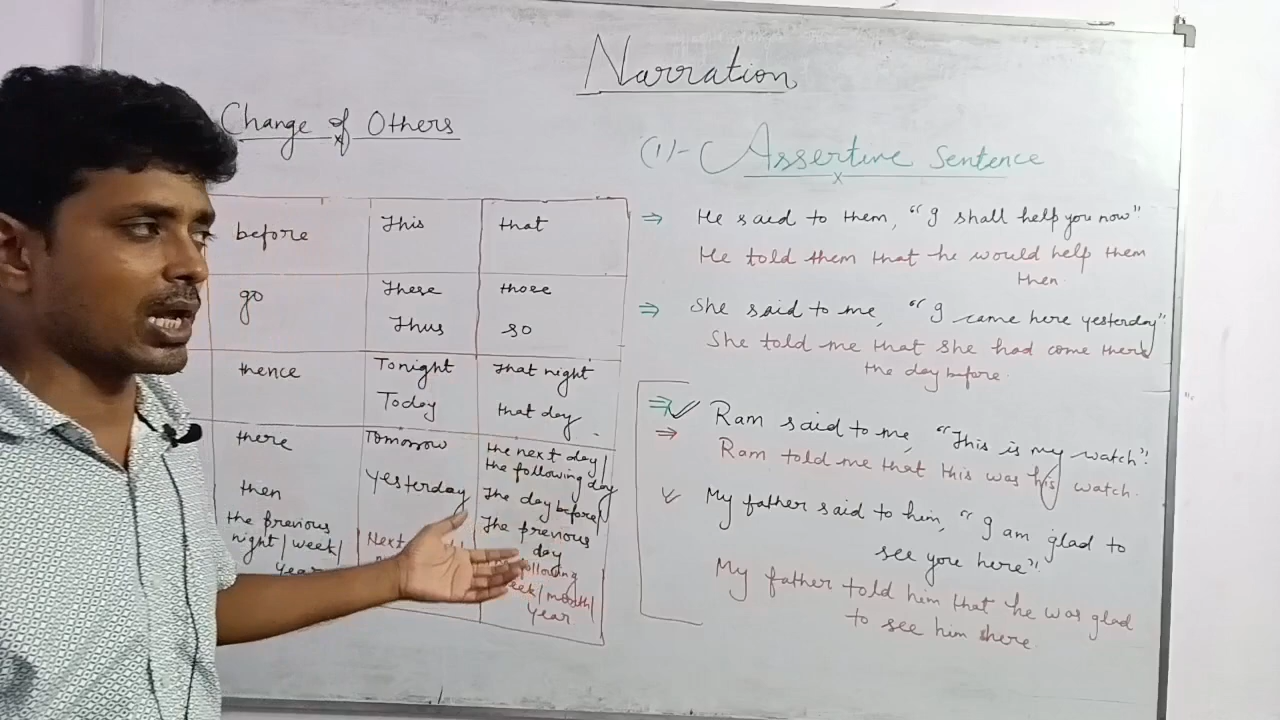 Narration
Change of Others
before This that
go These those
Thus so
thence Tonight that night
Today that day
there Tomorrow the next day/
the following day
then yesterday The day before/
The previous
day
the previous
night/week/
year
Next
following
week/month/
year
(1)- Assertive Sentence
⇒ He said to them, "I shall help you now"
He told them that he would help them
then.
⇒ She said to me, "I came here yesterday".
She told me that she had come there
the day before.
⇒ Ram said to me, "This is my watch".
⇒ Ram told me that this was his watch.
My father said to him, "I am glad to
see you here".
My father told him that he was glad
to see him there.